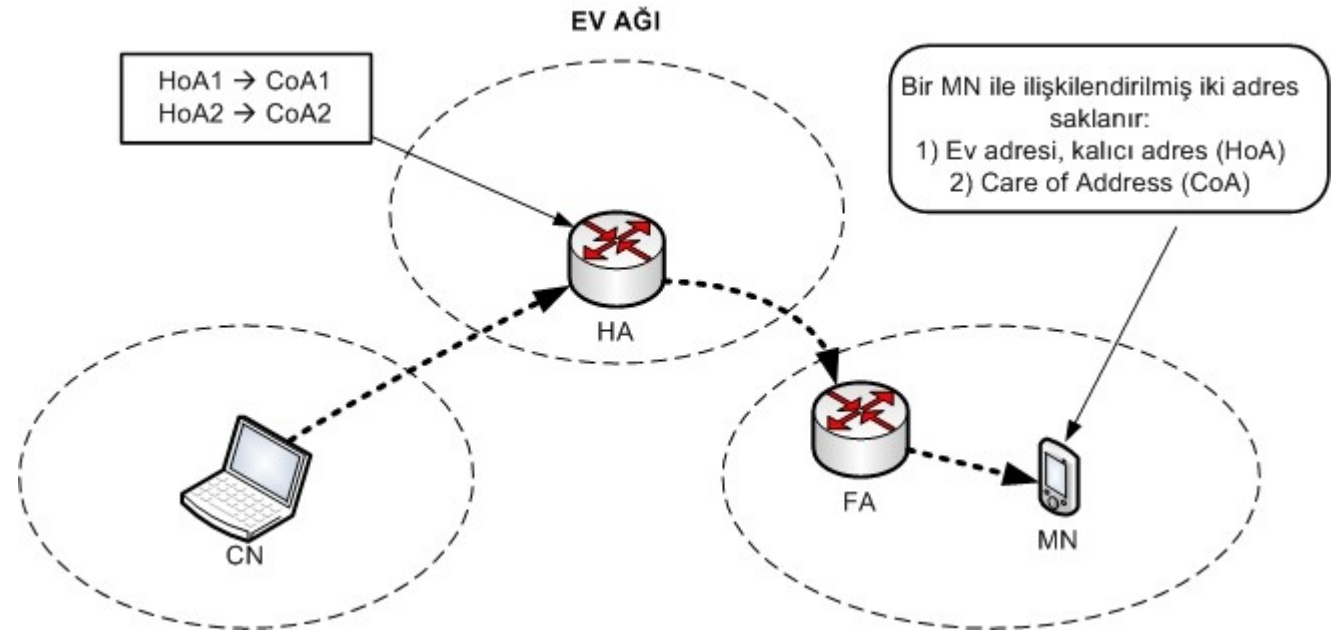 EV AĞI
HoA1 → CoA1
HoA2 → CoA2
Bir MN ile ilişkilendirilmiş iki adres
saklanır:
1) Ev adresi, kalıcı adres (HoA)
2) Care of Address (CoA)
HA
FA
CN
MN